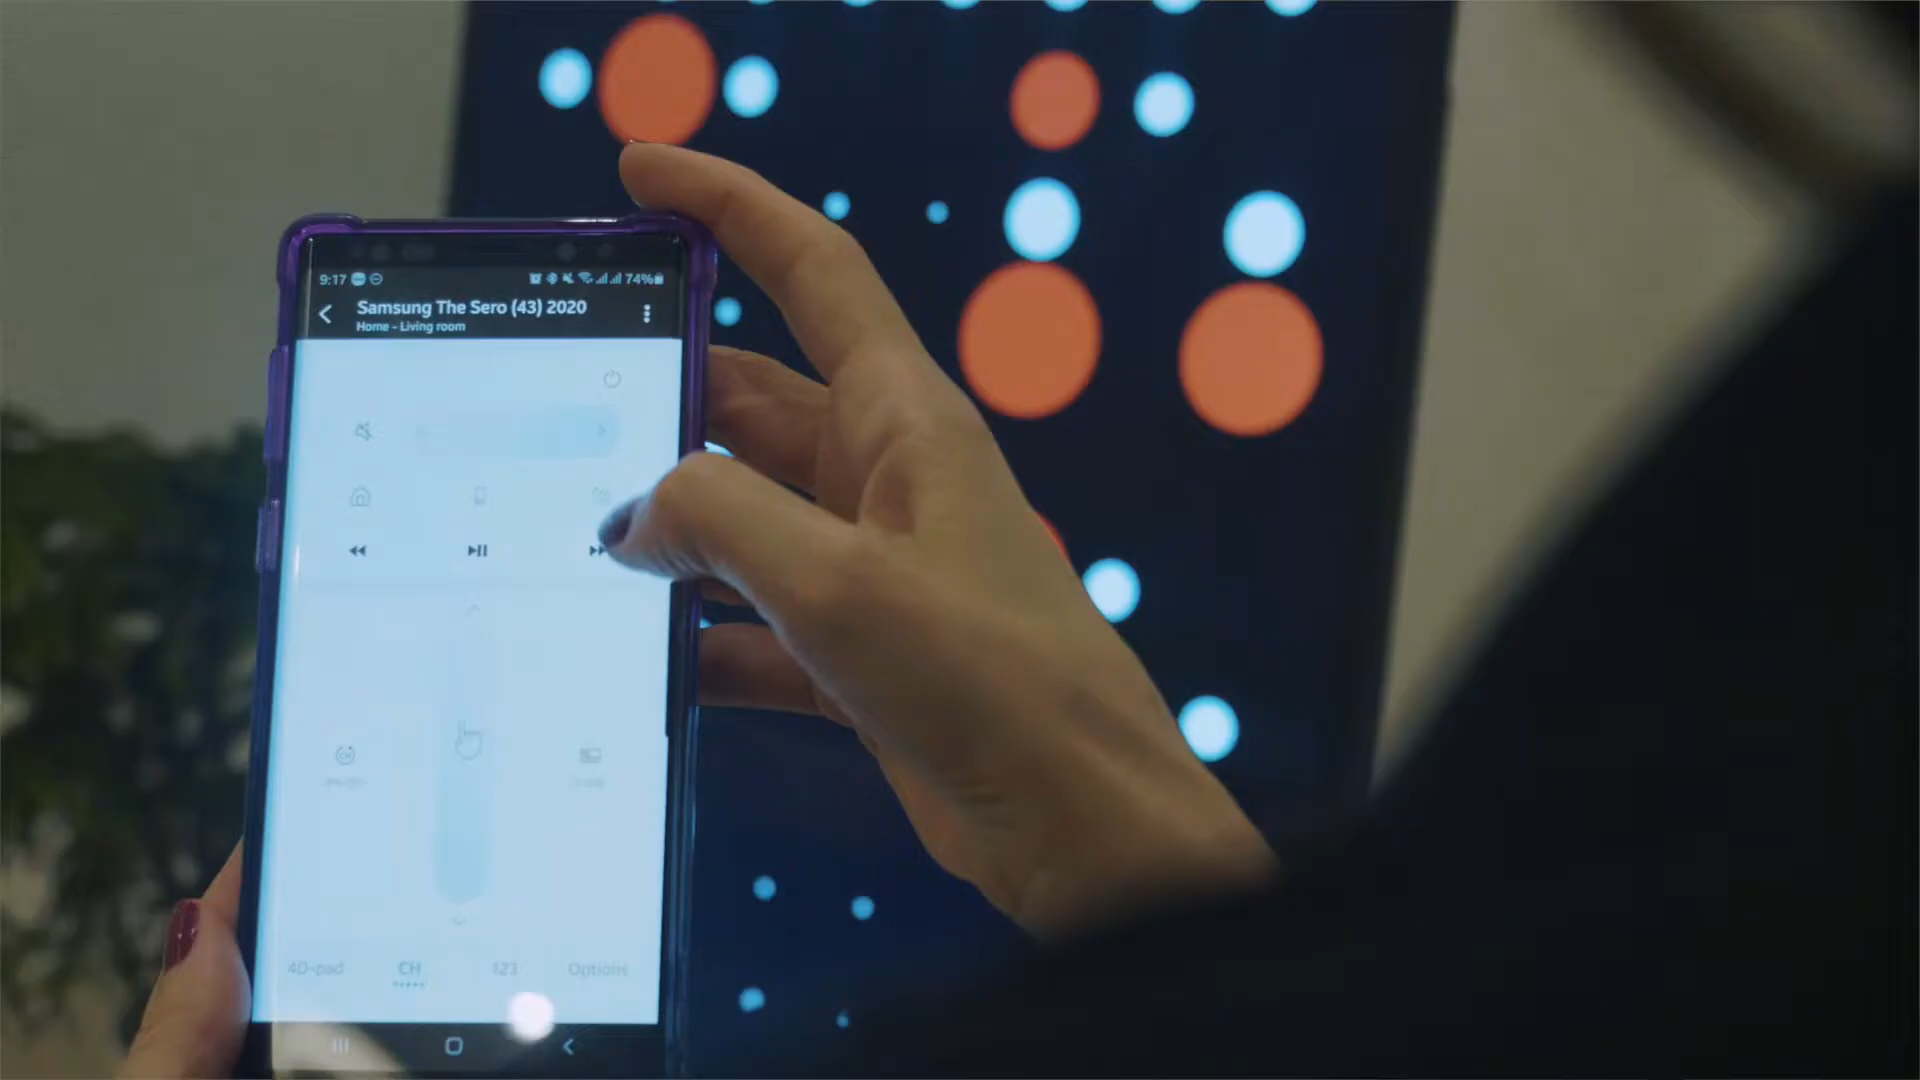 9:17 74%
Samsung The Sero (43) 2020
Home - Living room
4D-pad CH 123 Options